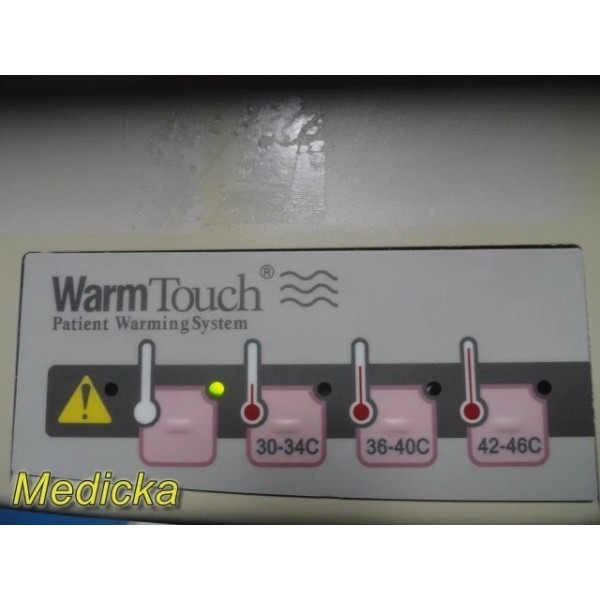 WarmTouch®
Patient Warming System
30-34C 36-40C 42-46C
Medicka